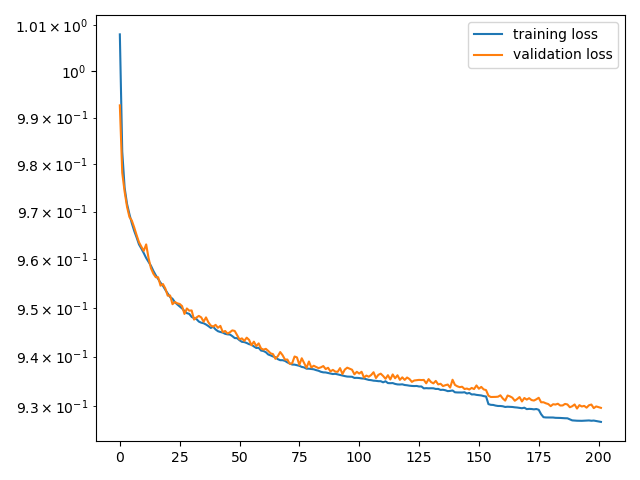 1.01 × 10⁰
10⁰
9.9 × 10⁻¹
9.8 × 10⁻¹
9.7 × 10⁻¹
9.6 × 10⁻¹
9.5 × 10⁻¹
9.4 × 10⁻¹
9.3 × 10⁻¹
training loss
validation loss
0 25 50 75 100 125 150 175 200